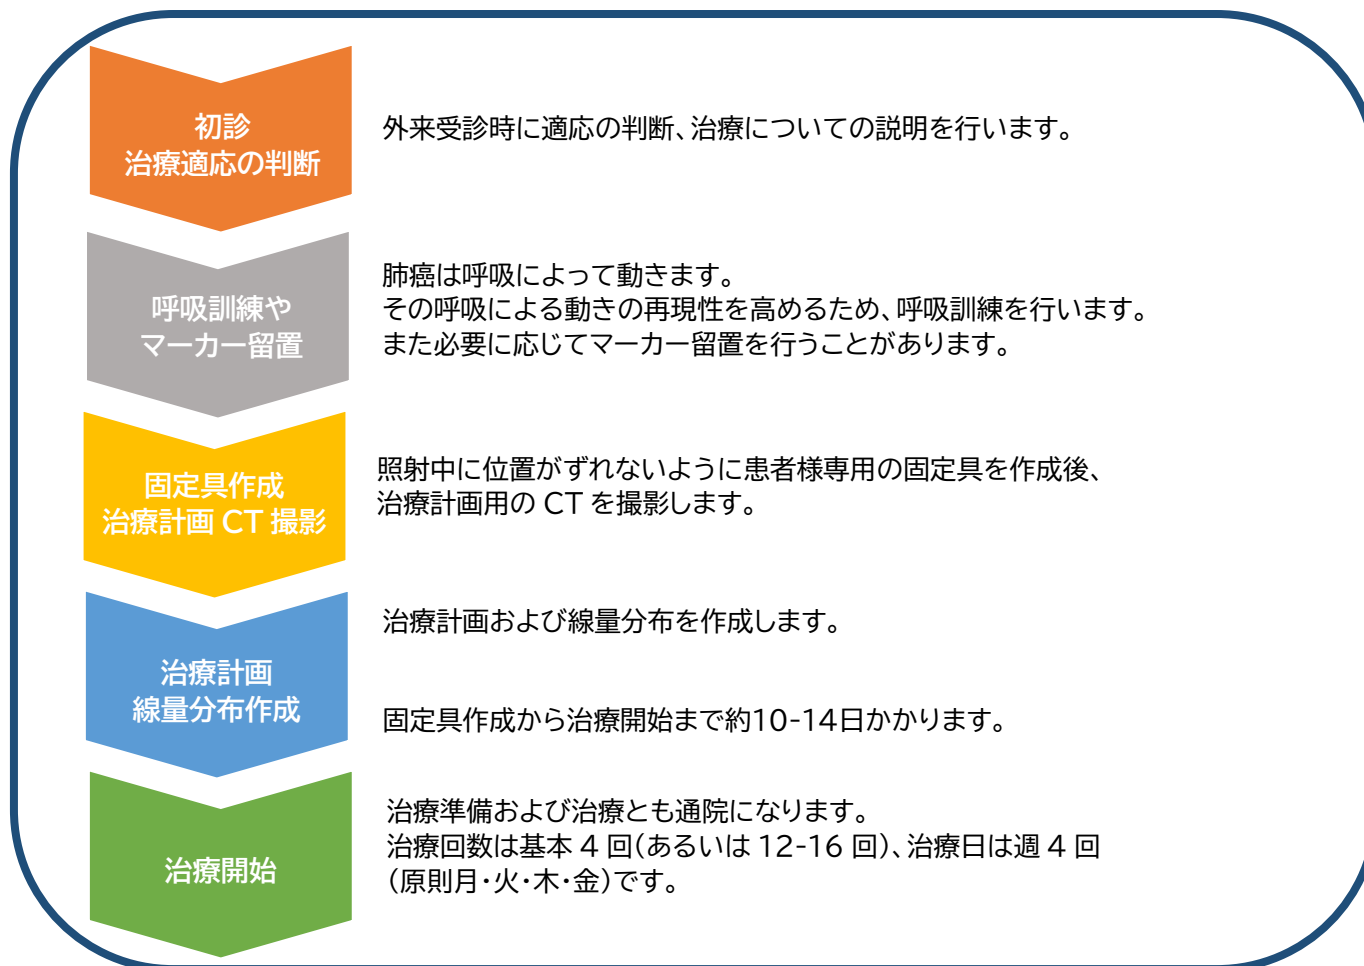 初診
治療適応の判断
外来受診時に適応の判断、治療についての説明を行います。
呼吸訓練や
マーカー留置
肺癌は呼吸によって動きます。
その呼吸による動きの再現性を高めるため、呼吸訓練を行います。
また必要に応じてマーカー留置を行うことがあります。
固定具作成
治療計画 CT 撮影
照射中に位置がずれないように患者様専用の固定具を作成後、
治療計画用の CT を撮影します。
治療計画
線量分布作成
治療計画および線量分布を作成します。
固定具作成から治療開始まで約10-14日かかります。
治療開始
治療準備および治療とも通院になります。
治療回数は基本 4 回(あるいは 12-16 回)、治療日は週 4 回
(原則月・火・木・金)です。